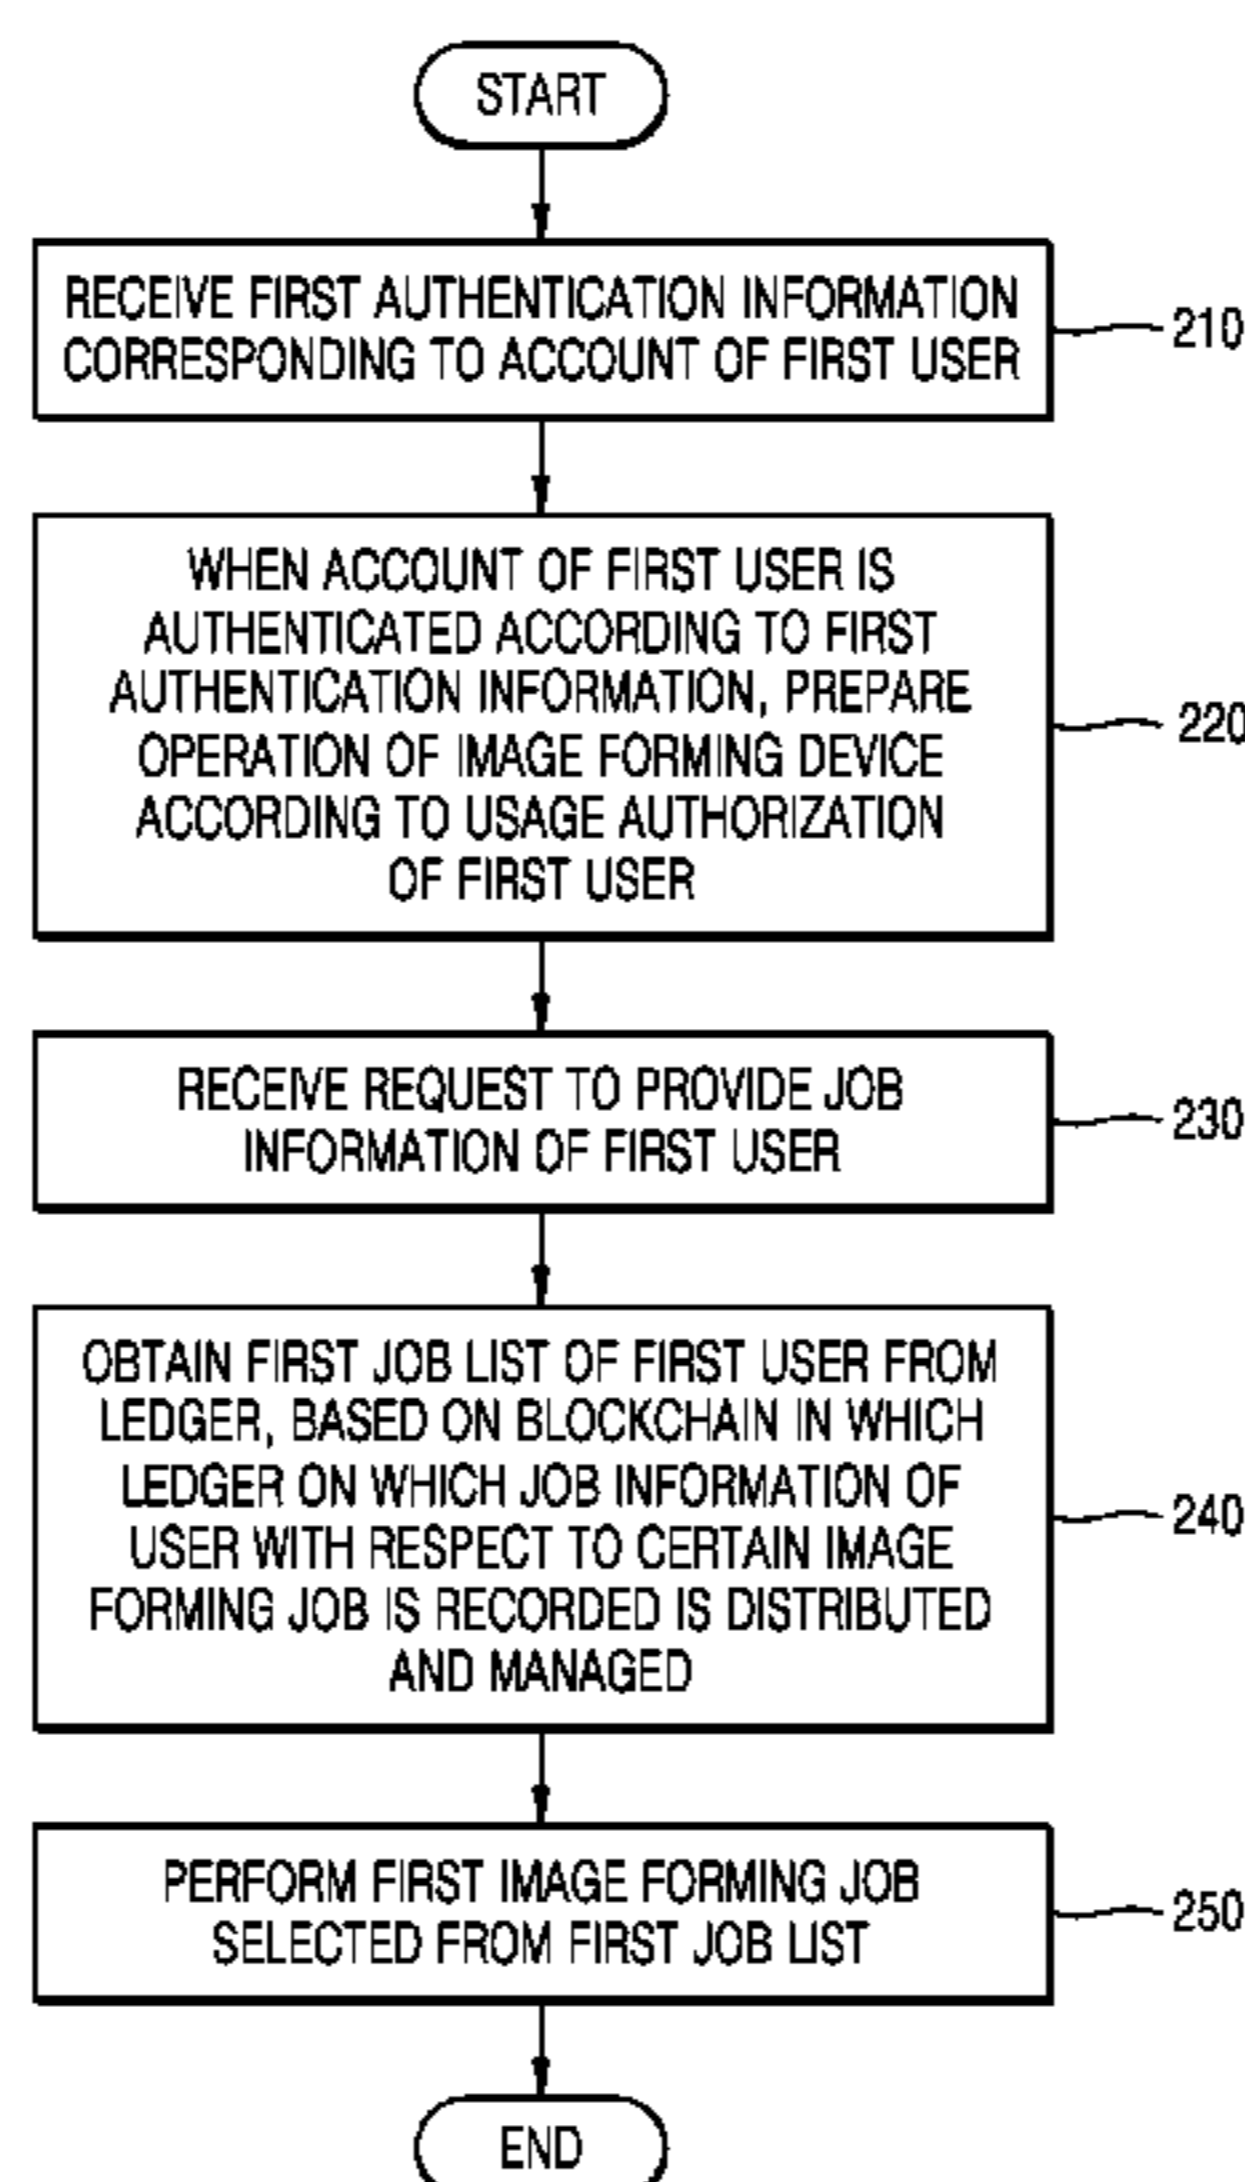 START
RECEIVE FIRST AUTHENTICATION INFORMATION
CORRESPONDING TO ACCOUNT OF FIRST USER
210
WHEN ACCOUNT OF FIRST USER IS
AUTHENTICATED ACCORDING TO FIRST
AUTHENTICATION INFORMATION, PREPARE
OPERATION OF IMAGE FORMING DEVICE
ACCORDING TO USAGE AUTHORIZATION
OF FIRST USER
220
RECEIVE REQUEST TO PROVIDE JOB
INFORMATION OF FIRST USER
230
OBTAIN FIRST JOB LIST OF FIRST USER FROM
LEDGER, BASED ON BLOCKCHAIN IN WHICH
LEDGER ON WHICH JOB INFORMATION OF
USER WITH RESPECT TO CERTAIN IMAGE
FORMING JOB IS RECORDED IS DISTRIBUTED
AND MANAGED
240
PERFORM FIRST IMAGE FORMING JOB
SELECTED FROM FIRST JOB LIST
250
END